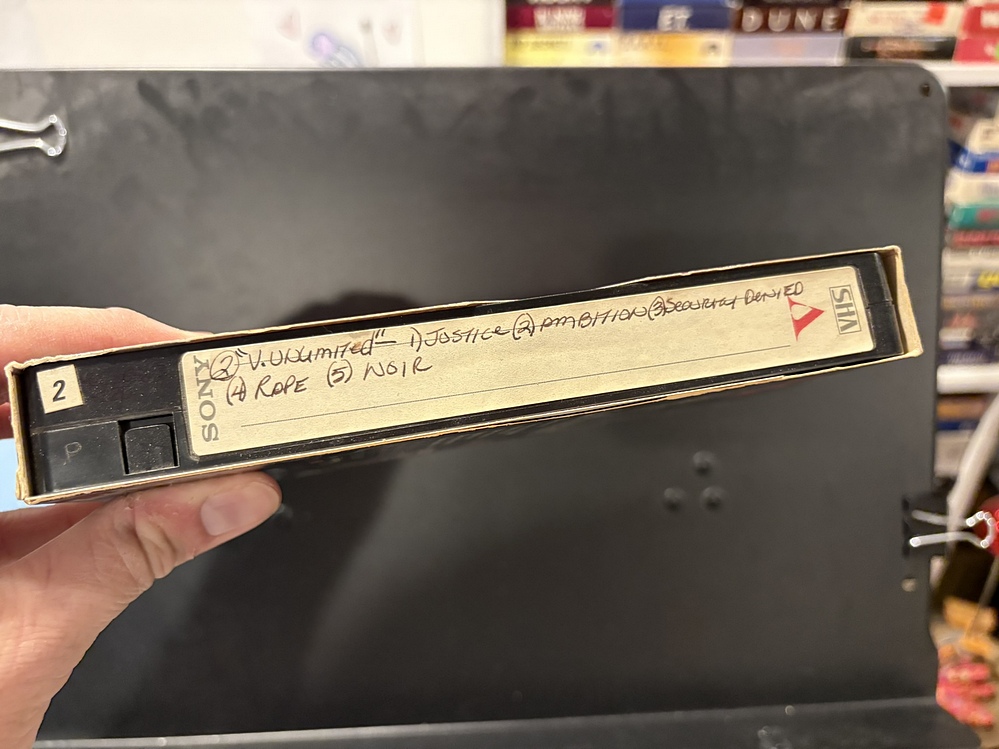 ET
DUNE
2
P
SONY
② "V. UNLIMITED" — 1) JUSTICE (2) AMBITION (3) SECURITY DENIED
(4) ROPE (5) NOIR
V
VHS